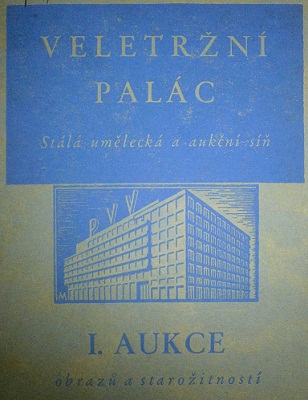 VELETRŽNÍ
PALÁC
Stálá umělecká a aukční síň
PVV
M
I. AUKCE
obrazů a starožitností